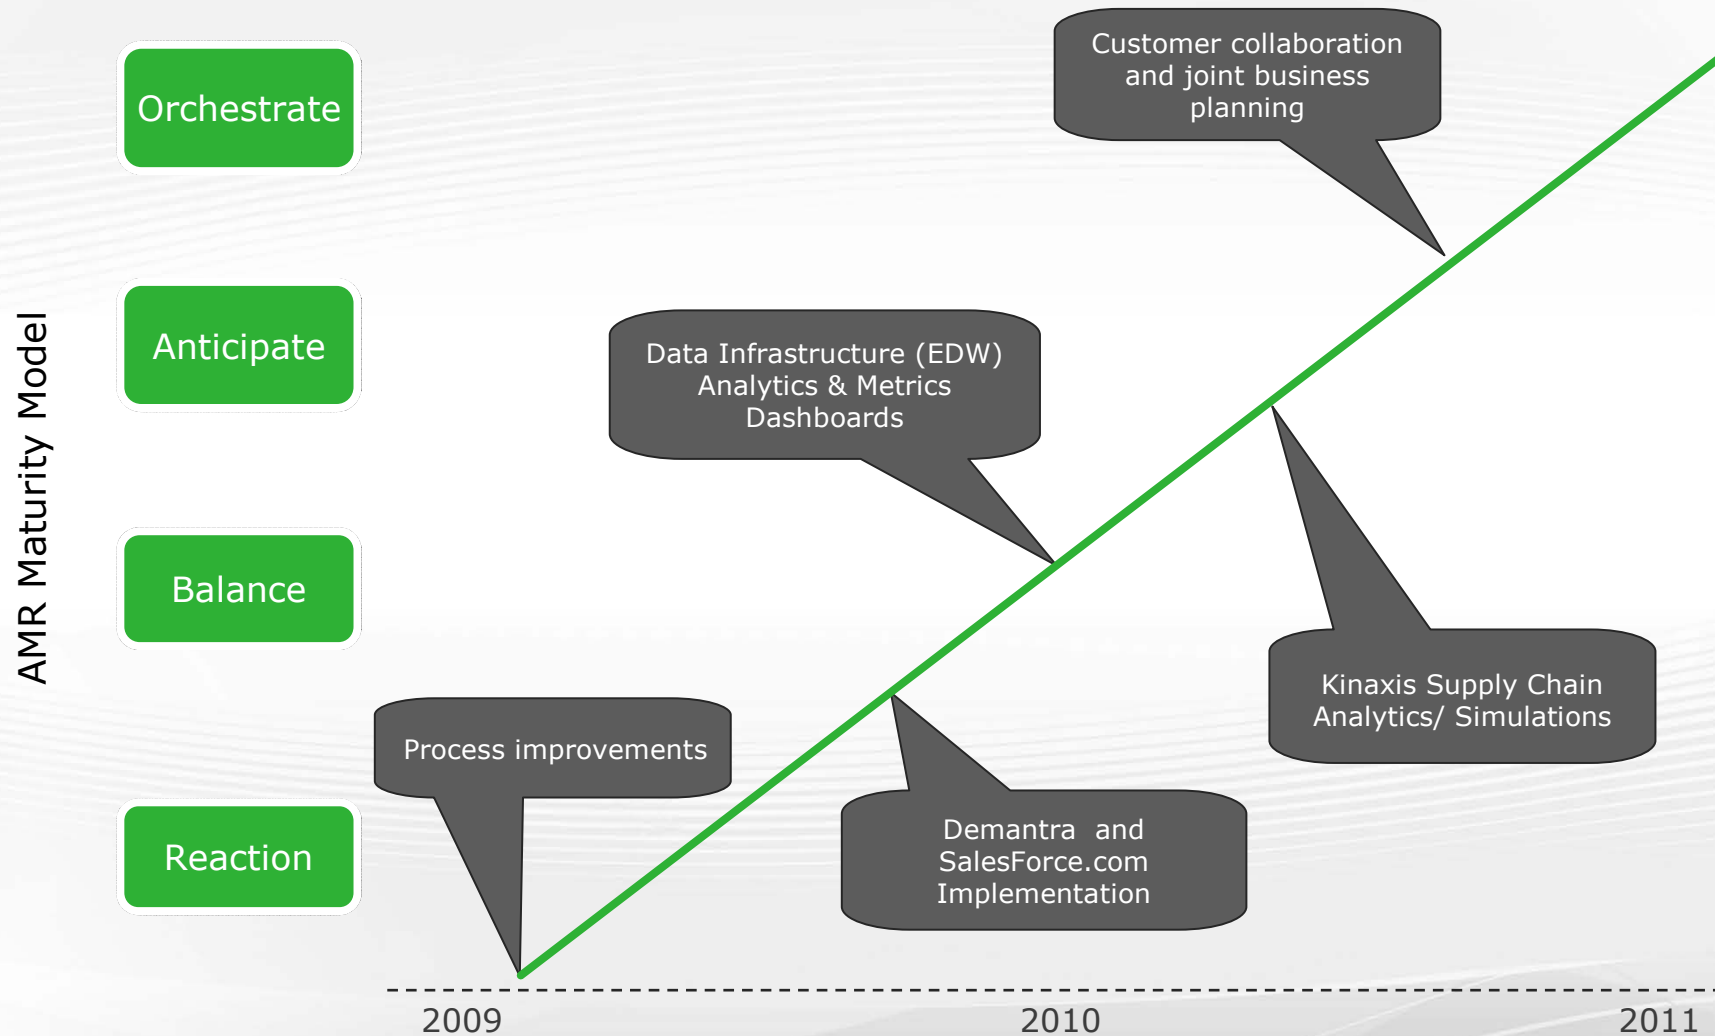 Orchestrate
Customer collaboration
and joint business
planning
Anticipate
AMR Maturity Model
Data Infrastructure (EDW)
Analytics & Metrics
Dashboards
Balance
Kinaxis Supply Chain
Analytics/ Simulations
Process improvements
Reaction
Demantra  and
SalesForce.com
Implementation
2009
2010
2011